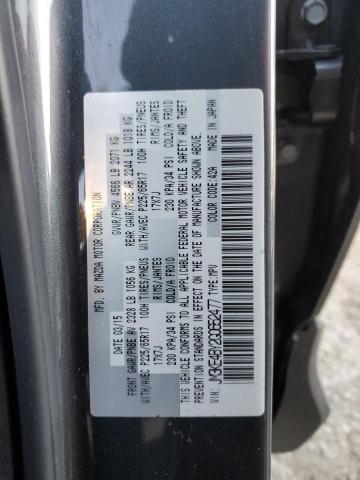 MFD. BY MAZDA MOTOR CORPORATION
DATE: 03/15 GVWR/PNBV 4566 LB 2071 KG
FRONT GAWR/PNBE AV 2328 LB 1056 KG REAR GAWR/PNBE AR 2244 LB 1018 KG
WITH/AVEC P225/65R17 100H TIRES/PNEUS WITH/AVEC P225/65R17 100H TIRES/PNEUS
17X7J RIMS/JANTES 17X7J RIMS/JANTES
230 KPA/34 PSI COLD/A FROID 230 KPA/34 PSI COLD/A FROID
THIS VEHICLE CONFORMS TO ALL APPLICABLE FEDERAL MOTOR VEHICLE SAFETY AND
THEFT PREVENTION STANDARDS IN EFFECT ON THE DATE OF MANUFACTURE SHOWN ABOVE.
TYPE: MPV COLOR CODE: 42A MADE IN JAPAN